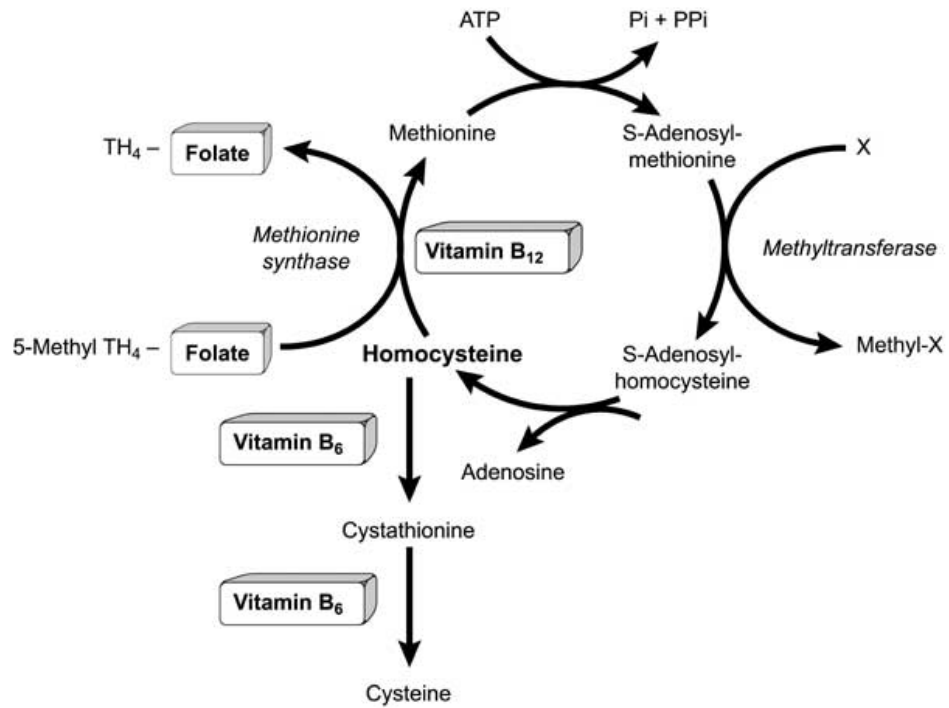 ATP
Pi + PPi
Methionine
S-Adenosyl-
methionine
TH₄ – Folate
X
Methionine
synthase
Vitamin B₁₂
Methyltransferase
5-Methyl TH₄ – Folate
Homocysteine
S-Adenosyl-
homocysteine
Methyl-X
Vitamin B₆
Adenosine
Cystathionine
Vitamin B₆
Cysteine